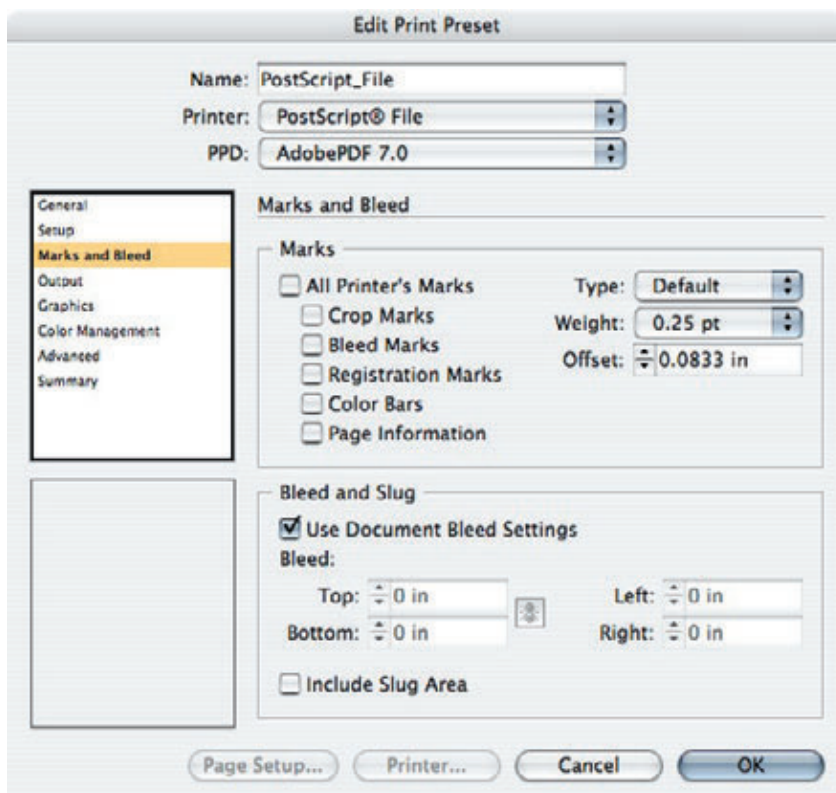 Edit Print Preset
Name: PostScript_File
Printer: PostScript® File
PPD: AdobePDF 7.0
General
Setup
Marks and Bleed
Output
Graphics
Color Management
Advanced
Summary
Marks and Bleed
Marks
All Printer's Marks
Crop Marks
Bleed Marks
Registration Marks
Color Bars
Page Information
Type: Default
Weight: 0.25 pt
Offset: 0.0833 in
Bleed and Slug
Use Document Bleed Settings
Bleed:
Top: 0 in
Bottom: 0 in
Left: 0 in
Right: 0 in
Include Slug Area
Page Setup... Printer... Cancel OK